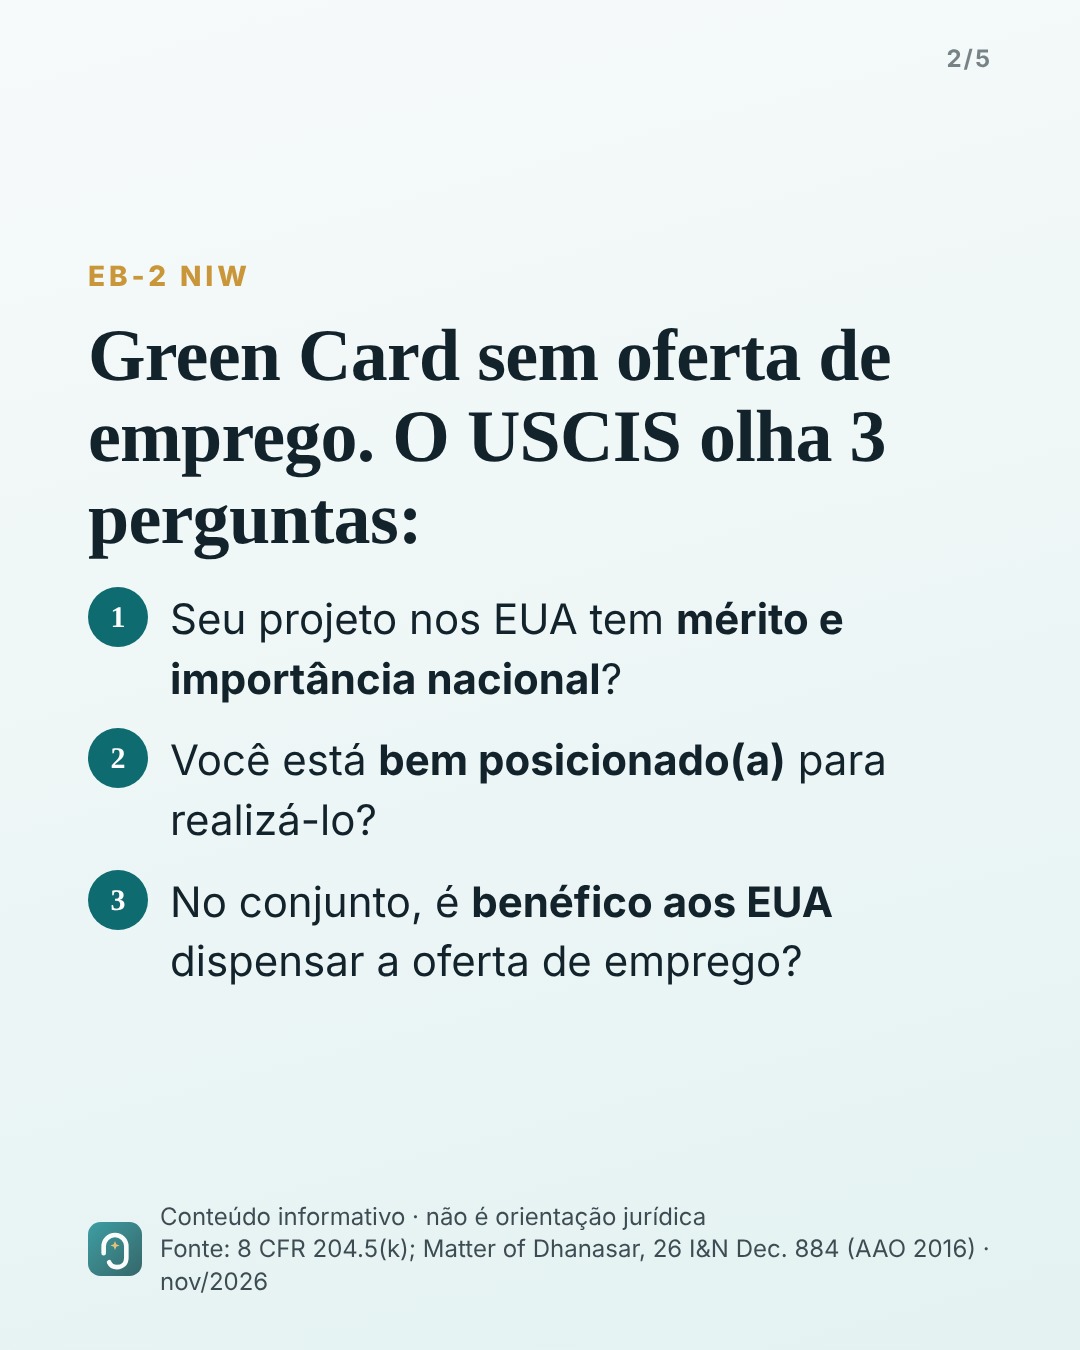 2/5
EB-2 NIW
Green Card sem oferta de
emprego. O USCIS olha 3
perguntas:
1 Seu projeto nos EUA tem mérito e
importância nacional?
2 Você está bem posicionado(a) para
realizá-lo?
3 No conjunto, é benéfico aos EUA
dispensar a oferta de emprego?
Conteúdo informativo · não é orientação jurídica
Fonte: 8 CFR 204.5(k); Matter of Dhanasar, 26 I&N Dec. 884 (AAO 2016) ·
nov/2026